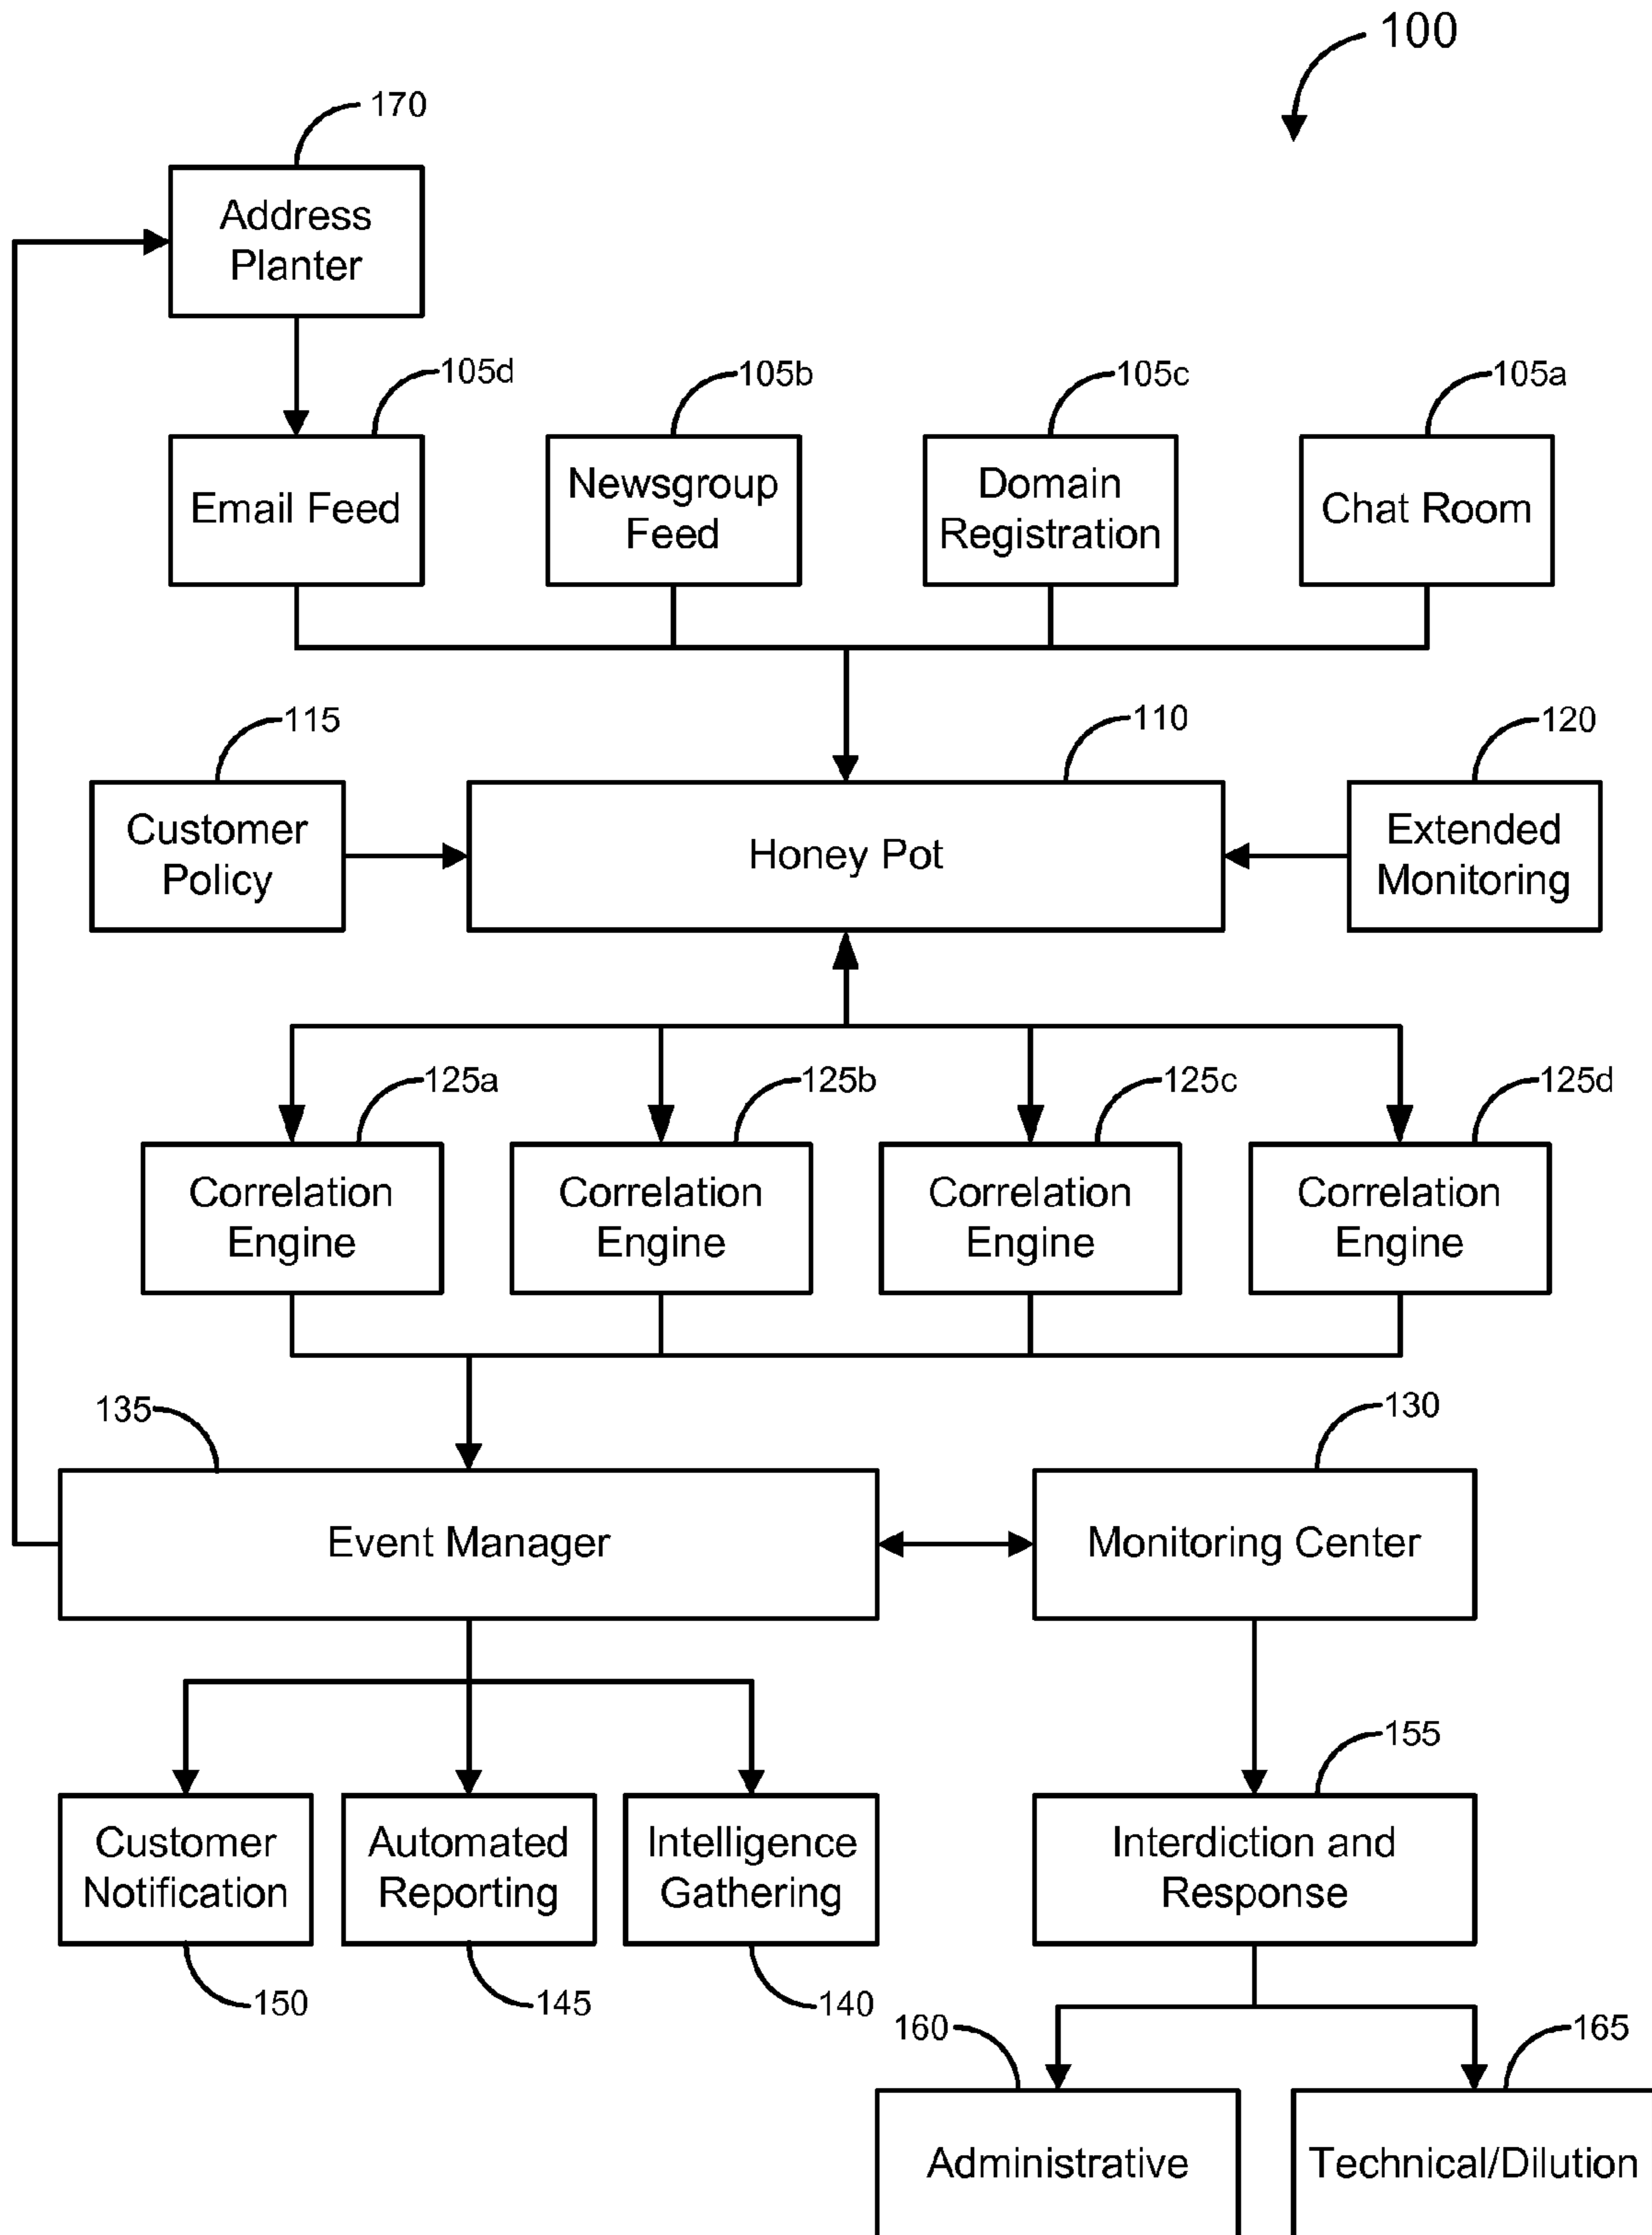 100
170
Address
Planter
105d
105b
105c
105a
Email Feed
Newsgroup
Feed
Domain
Registration
Chat Room
115
110
120
Customer
Policy
Honey Pot
Extended
Monitoring
125a
125b
125c
125d
Correlation
Engine
Correlation
Engine
Correlation
Engine
Correlation
Engine
135
130
Event Manager
Monitoring Center
155
Customer
Notification
Automated
Reporting
Intelligence
Gathering
Interdiction and
Response
150
145
140
160
165
Administrative
Technical/Dilution